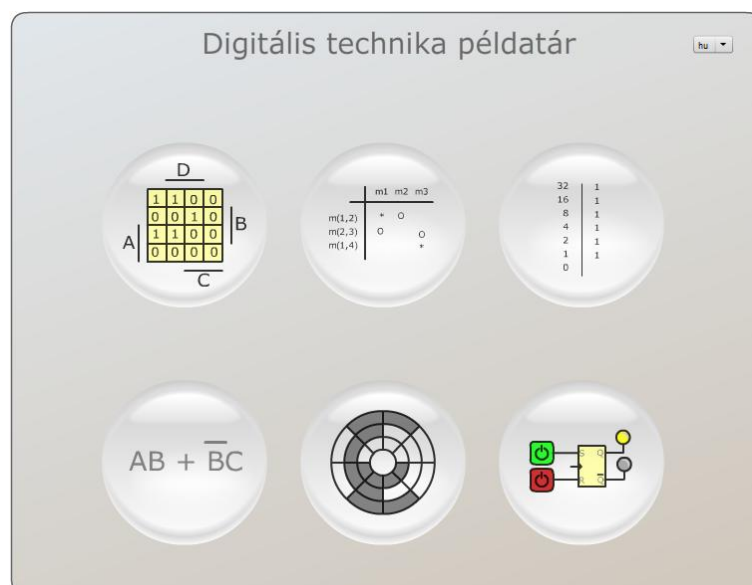 Digitális technika példatár
hu
D
1 1 0 0
0 0 1 0
A 1 1 0 0 B
0 0 0 0
C
m1 m2 m3
m(1,2) * O
m(2,3) O O
m(1,4) *
32 1
16 1
8 1
4 1
2 1
1 1
0
AB + B̅C
S Q
R Q̅